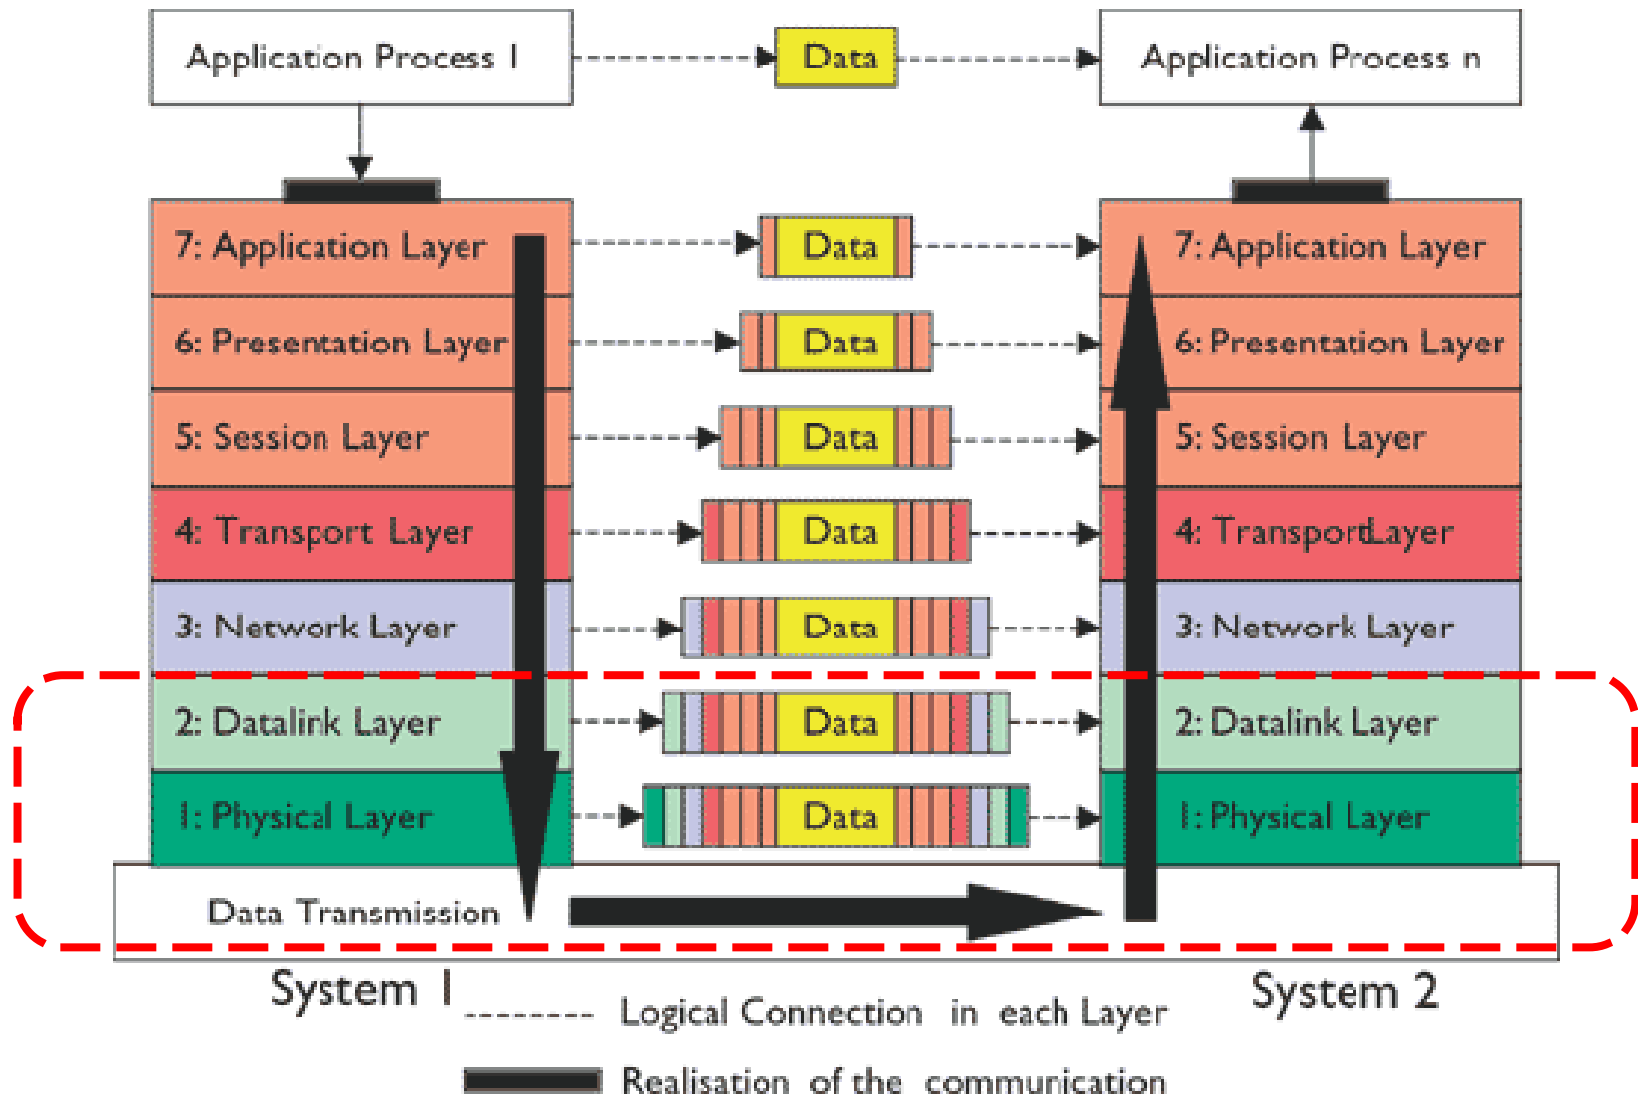 Application Process 1
Data
Application Process n
7: Application Layer
Data
7: Application Layer
6: Presentation Layer
Data
6: Presentation Layer
5: Session Layer
Data
5: Session Layer
4: Transport Layer
Data
4: TransportLayer
3: Network Layer
Data
3: Network Layer
2: Datalink Layer
Data
2: Datalink Layer
1: Physical Layer
Data
1: Physical Layer
Data Transmission
System 1
System 2
Logical Connection in each Layer
Realisation of the communication